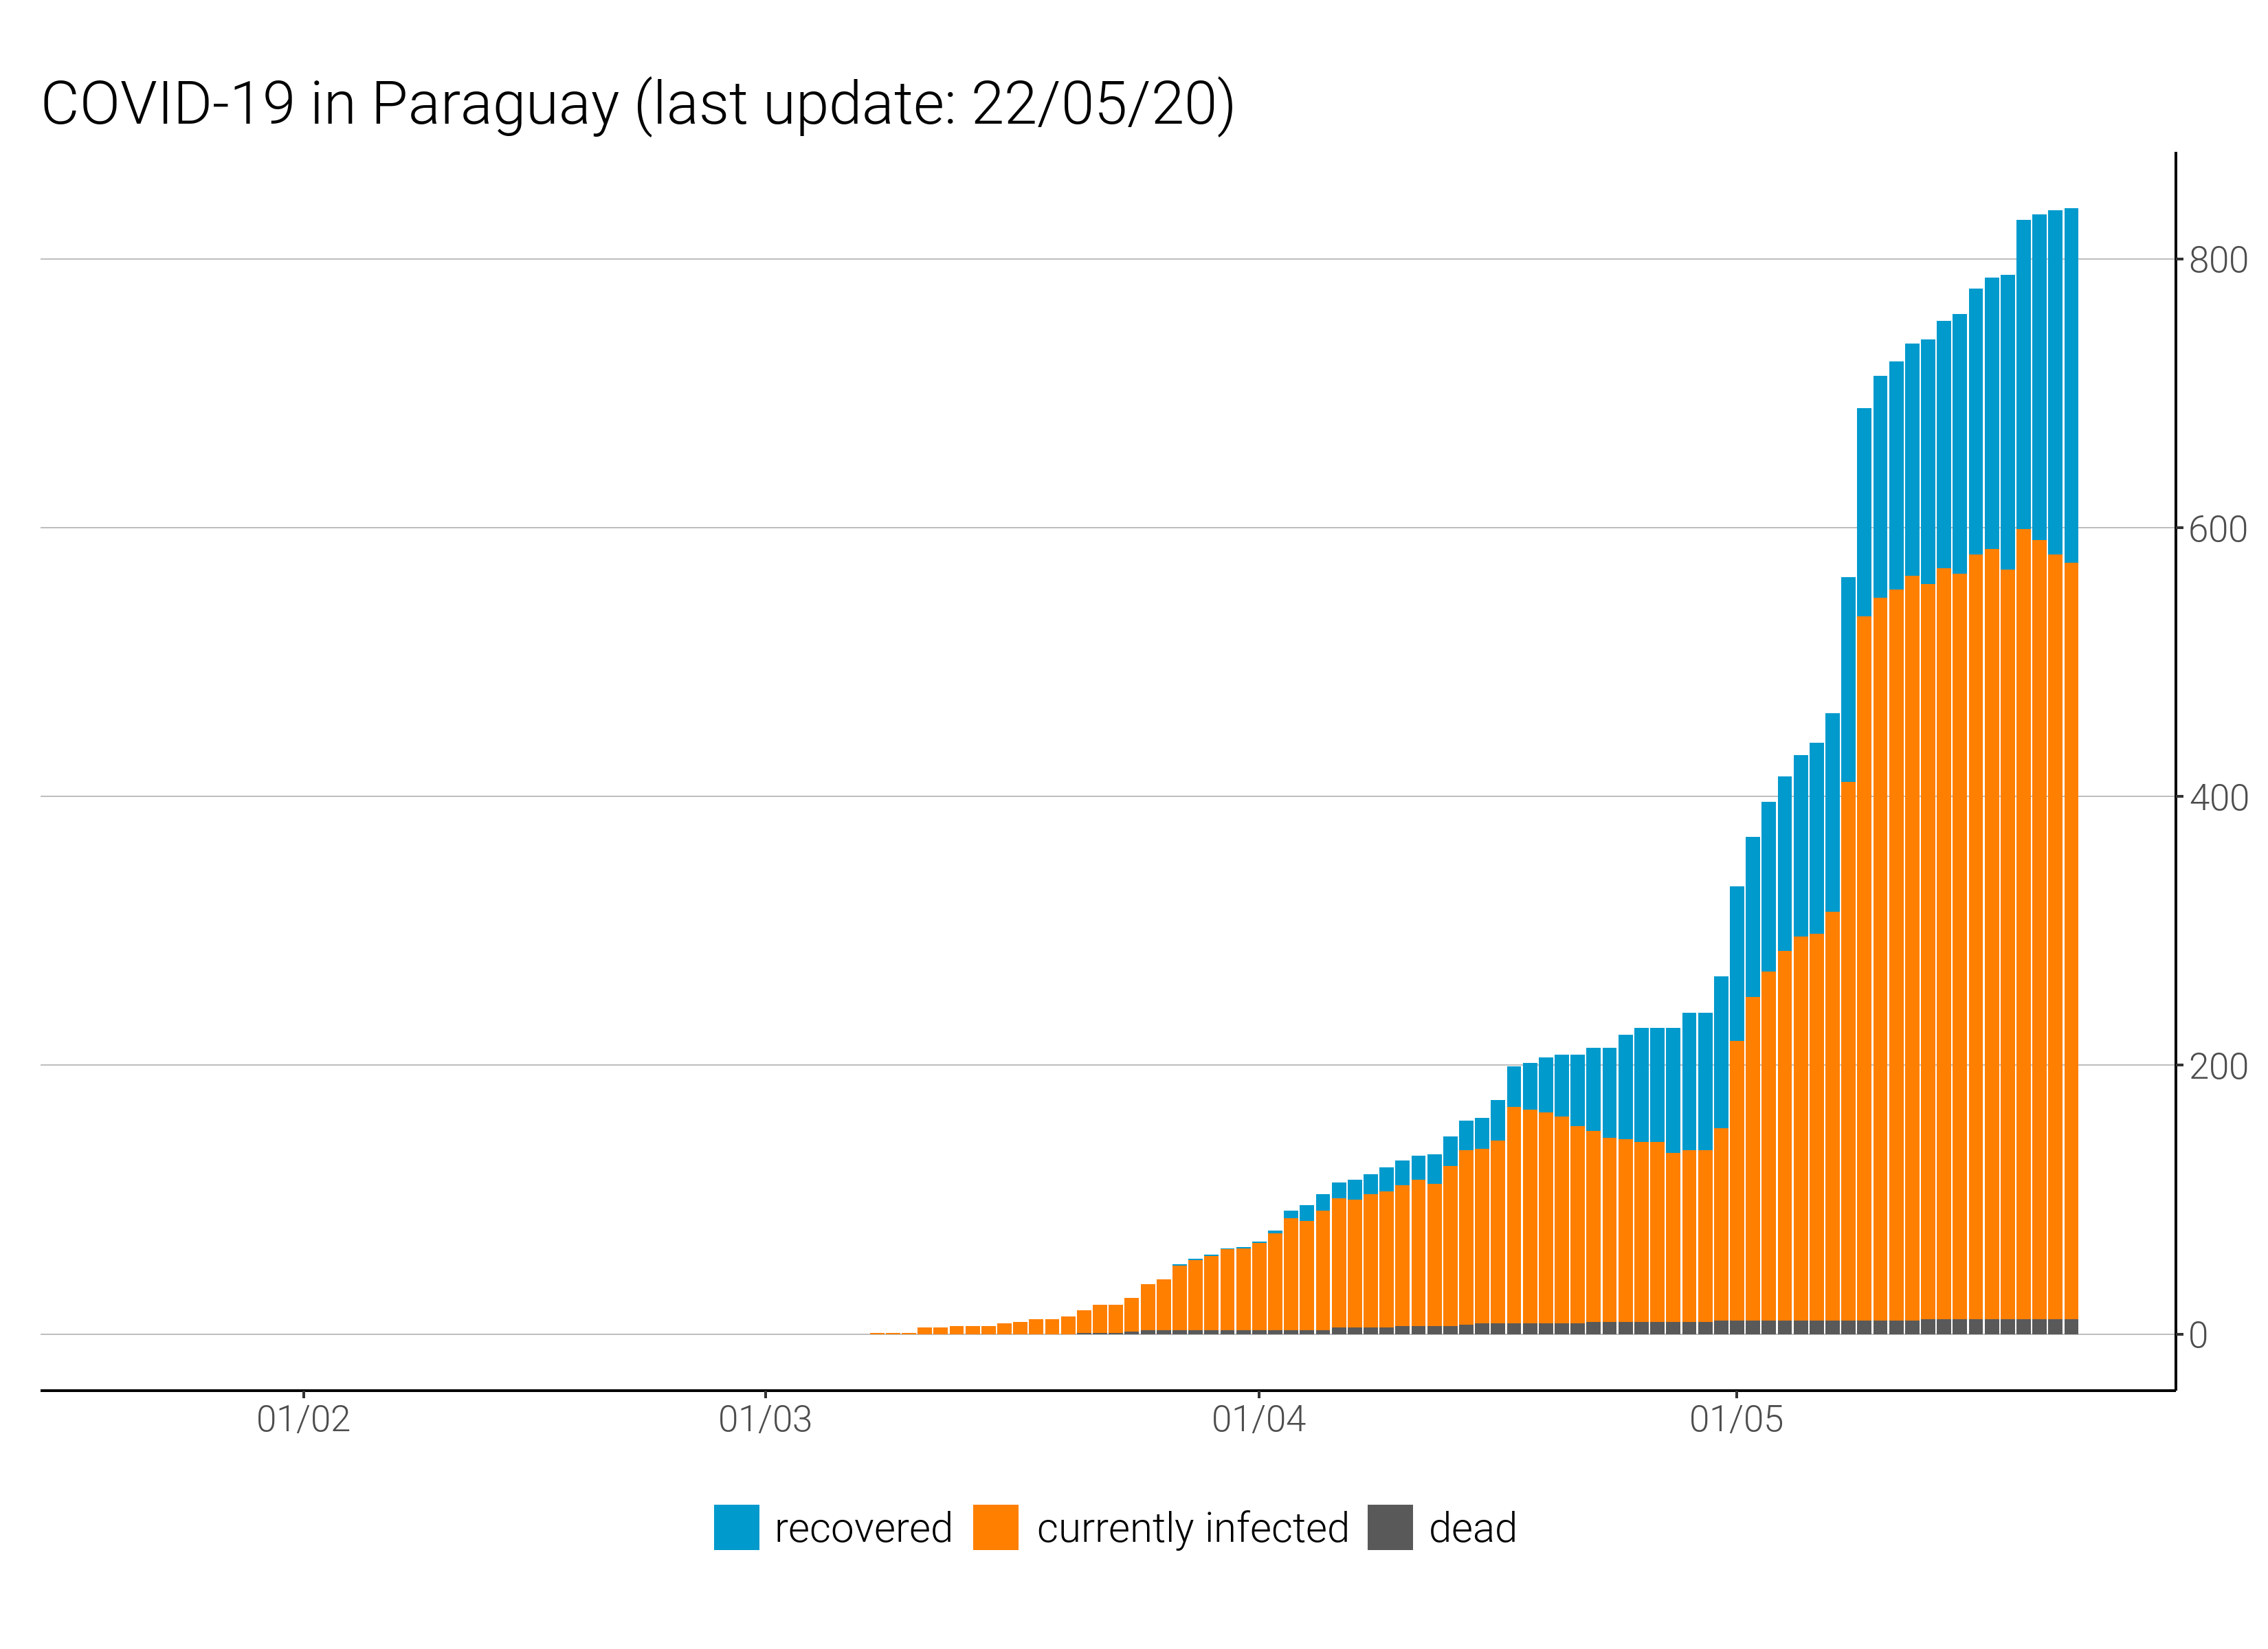 COVID-19 in Paraguay (last update: 22/05/20)
800
600
400
200
0
01/02 01/03 01/04 01/05
recovered currently infected dead